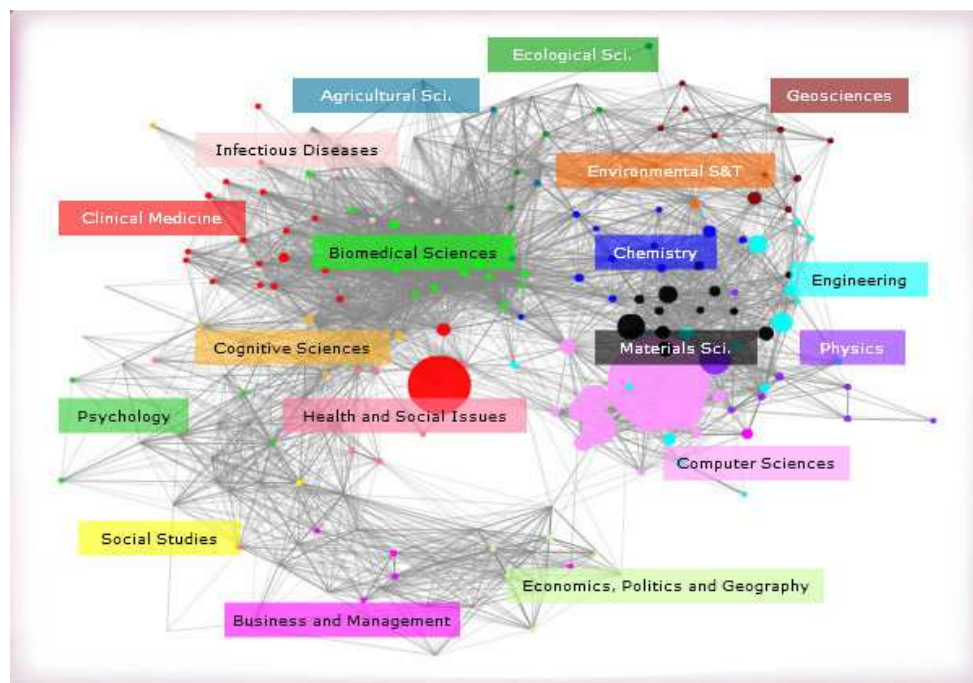 Ecological Sci.
Agricultural Sci.
Geosciences
Infectious Diseases
Environmental S&T
Clinical Medicine
Biomedical Sciences
Chemistry
Engineering
Cognitive Sciences
Materials Sci.
Physics
Psychology
Health and Social Issues
Computer Sciences
Social Studies
Economics, Politics and Geography
Business and Management